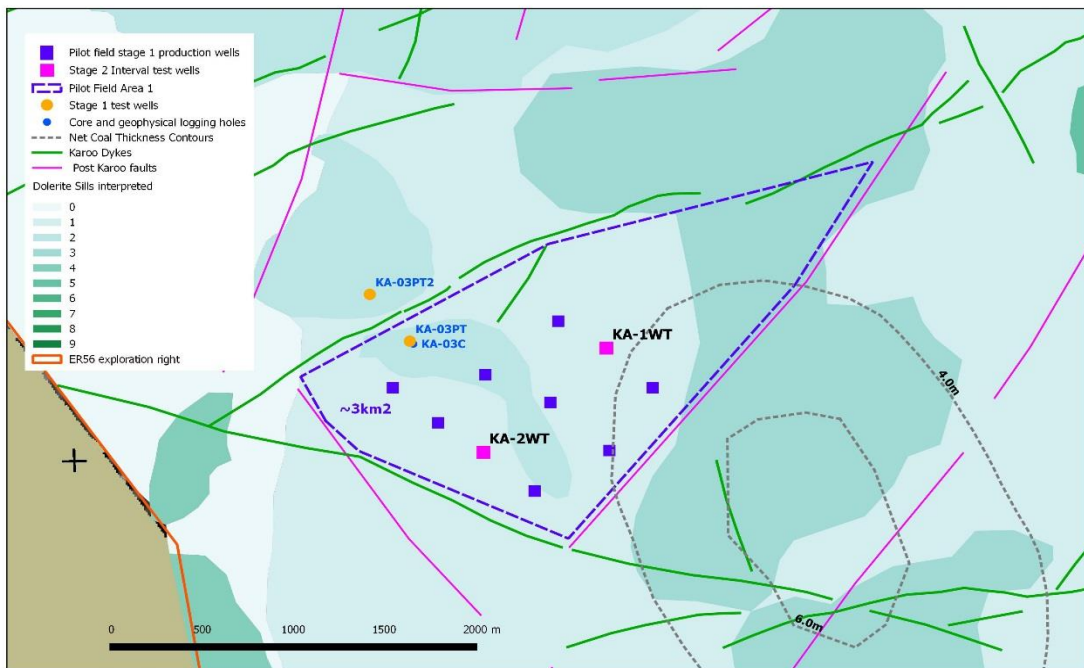 Pilot field stage 1 production wells
Stage 2 Interval test wells
Pilot Field Area 1
Stage 1 test wells
Core and geophysical logging holes
Net Coal Thickness Contours
Karoo Dykes
Post Karoo faults
Dolerite Sills interpreted
0
1
2
3
4
5
6
7
8
9
ER56 exploration right
KA-03PT2
KA-03PT
KA-03C
KA-1WT
~3km2
KA-2WT
4.0m
6.0m
0 500 1000 1500 2000 m